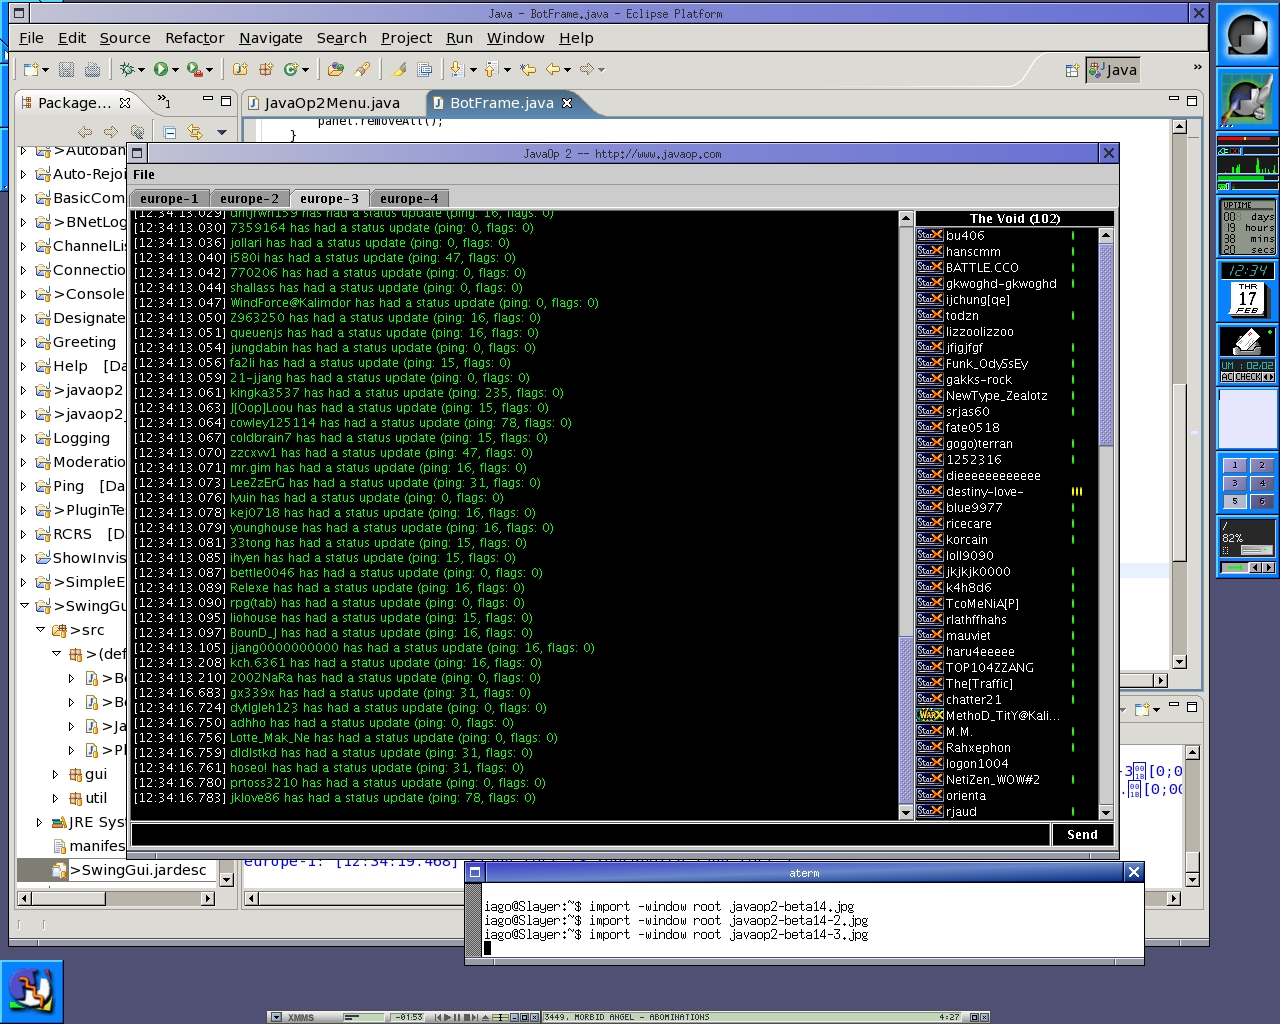 Java - BotFrame.java - Eclipse Platform
File Edit Source Refactor Navigate Search Project Run Window Help
Java
Package...
JavaOp2Menu.java
BotFrame.java
panel.removeAll();
}
>Autoban
Auto-Rejoi
BasicCom
>BNetLog
ChannelLis
Connectio
>Console
Designate
Greeting
Help [Da
>javaop2
>javaop2_
Logging
Moderatio
Ping [Da
>PluginTe
RCRS [D
ShowInvis
>SimpleE
>SwingGui
>src
>(def
>Bo
>Bo
>Ja
>Pl
gui
util
JRE Sys
manifes
>SwingGui.jardesc
JavaOp 2 -- http://www.javaop.com
File
europe-1 europe-2 europe-3 europe-4
[12:34:13.029] dntjrwn159 has had a status update (ping: 16, flags: 0)
[12:34:13.030] 7359164 has had a status update (ping: 0, flags: 0)
[12:34:13.036] jollari has had a status update (ping: 0, flags: 0)
[12:34:13.040] i580i has had a status update (ping: 47, flags: 0)
[12:34:13.042] 770206 has had a status update (ping: 0, flags: 0)
[12:34:13.044] shallass has had a status update (ping: 0, flags: 0)
[12:34:13.047] WindForce@Kalimdor has had a status update (ping: 0, flags: 0)
[12:34:13.050] Z963250 has had a status update (ping: 16, flags: 0)
[12:34:13.051] queuenjs has had a status update (ping: 16, flags: 0)
[12:34:13.054] jungdabin has had a status update (ping: 0, flags: 0)
[12:34:13.056] fa2li has had a status update (ping: 15, flags: 0)
[12:34:13.059] 21-jjang has had a status update (ping: 0, flags: 0)
[12:34:13.061] kingka3537 has had a status update (ping: 235, flags: 0)
[12:34:13.063] J[Oop]Loou has had a status update (ping: 15, flags: 0)
[12:34:13.064] cowley125114 has had a status update (ping: 78, flags: 0)
[12:34:13.067] coldbrain7 has had a status update (ping: 15, flags: 0)
[12:34:13.070] zzcxvv1 has had a status update (ping: 47, flags: 0)
[12:34:13.071] mr.gim has had a status update (ping: 16, flags: 0)
[12:34:13.073] LeeZzErG has had a status update (ping: 31, flags: 0)
[12:34:13.076] lyuin has had a status update (ping: 0, flags: 0)
[12:34:13.078] kej0718 has had a status update (ping: 16, flags: 0)
[12:34:13.079] younghouse has had a status update (ping: 16, flags: 0)
[12:34:13.081] 33tong has had a status update (ping: 15, flags: 0)
[12:34:13.085] ihyen has had a status update (ping: 15, flags: 0)
[12:34:13.087] bettle0046 has had a status update (ping: 0, flags: 0)
[12:34:13.089] Relexe has had a status update (ping: 16, flags: 0)
[12:34:13.090] rpg(tab) has had a status update (ping: 0, flags: 0)
[12:34:13.095] liohouse has had a status update (ping: 15, flags: 0)
[12:34:13.097] BounD_J has had a status update (ping: 16, flags: 0)
[12:34:13.105] jjang0000000000 has had a status update (ping: 16, flags: 0)
[12:34:13.208] kch.6361 has had a status update (ping: 16, flags: 0)
[12:34:13.210] 2002NaRa has had a status update (ping: 0, flags: 0)
[12:34:16.683] gx339x has had a status update (ping: 31, flags: 0)
[12:34:16.724] dytlgleh123 has had a status update (ping: 0, flags: 0)
[12:34:16.750] adhho has had a status update (ping: 0, flags: 0)
[12:34:16.756] Lotte_Mak_Ne has had a status update (ping: 0, flags: 0)
[12:34:16.759] dldlstkd has had a status update (ping: 31, flags: 0)
[12:34:16.761] hoseo! has had a status update (ping: 31, flags: 0)
[12:34:16.780] prtoss3210 has had a status update (ping: 0, flags: 0)
[12:34:16.783] jklove86 has had a status update (ping: 78, flags: 0)
The Void (102)
bu406
hanscmm
BATTLE.CCO
gkwoghd-gkwoghd
ijchung[qe]
todzn
lizzoolizzoo
jfigjfgf
Funk_OdySsEy
gakks-rock
NewType_Zealotz
srjas60
fate0518
gogo)terran
1252316
dieeeeeeeeeeee
destiny-love-
blue9977
ricecare
korcain
loll9090
jkjkjk0000
k4h8d6
TcoMeNiA[P]
rlathffhahs
mauviet
haru4eeeee
TOP104ZZANG
The[Traffic]
chatter21
MethoD_TitY@Kali...
M.M.
Rahxephon
logon1004
NetiZen_WOW#2
orienta
rjaud
Send
europe-1: [12:34:19.468]
aterm
iago@Slayer:~$ import -window root javaop2-beta14.jpg
iago@Slayer:~$ import -window root javaop2-beta14-2.jpg
iago@Slayer:~$ import -window root javaop2-beta14-3.jpg
UPTIME
00 days
19 hours
38 mins
20 secs
12:34
THR
17
FEB
AC CHECK
1 2
3 4
5 6
/
82%
XMMS -01:53 3449. MORBID ANGEL - ABOMINATIONS 4:27